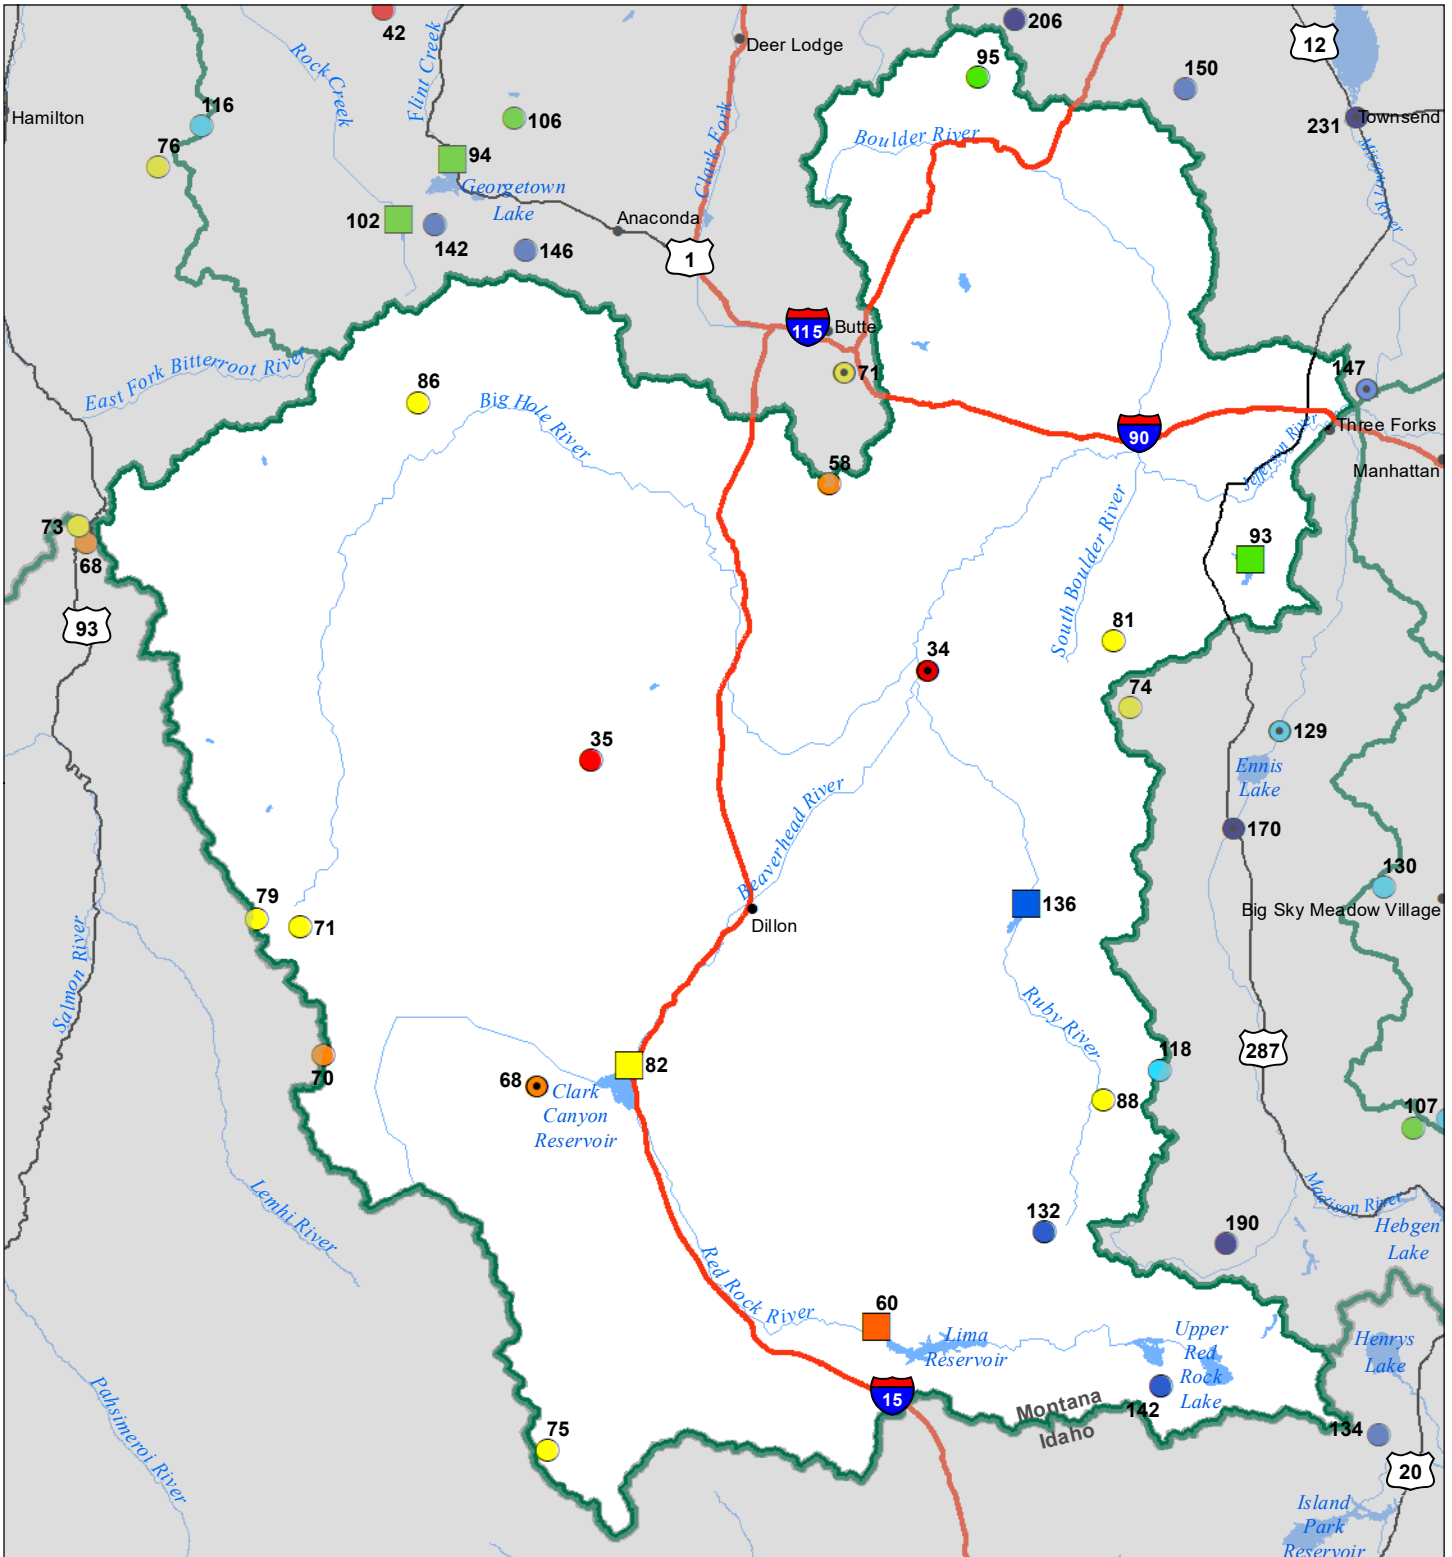 42
206
Deer Lodge
12
Rock Creek
Flint Creek
95
150
Hamilton
116
106
Clark Fork
231
Townsend
76
94
Boulder River
Missouri River
Georgetown
Lake
102
142
146
Anaconda
1
115
Butte
East Fork Bitterroot River
71
147
86
Big Hole River
90
Three Forks
Jefferson River
Manhattan
58
South Boulder River
73
68
93
93
81
34
74
35
129
Ennis
Lake
Beaverhead River
170
130
79
71
136
Big Sky Meadow Village
Dillon
Salmon River
Ruby River
118
287
70
82
68
Clark
Canyon
Reservoir
88
107
Lemhi River
Madison River
132
190
Hebgen
Lake
Red Rock River
60
Lima
Reservoir
Upper
Red
Rock
Lake
Henrys
Lake
15
Montana
Idaho
142
Pahsimeroi River
75
134
20
Island
Park
Reservoir